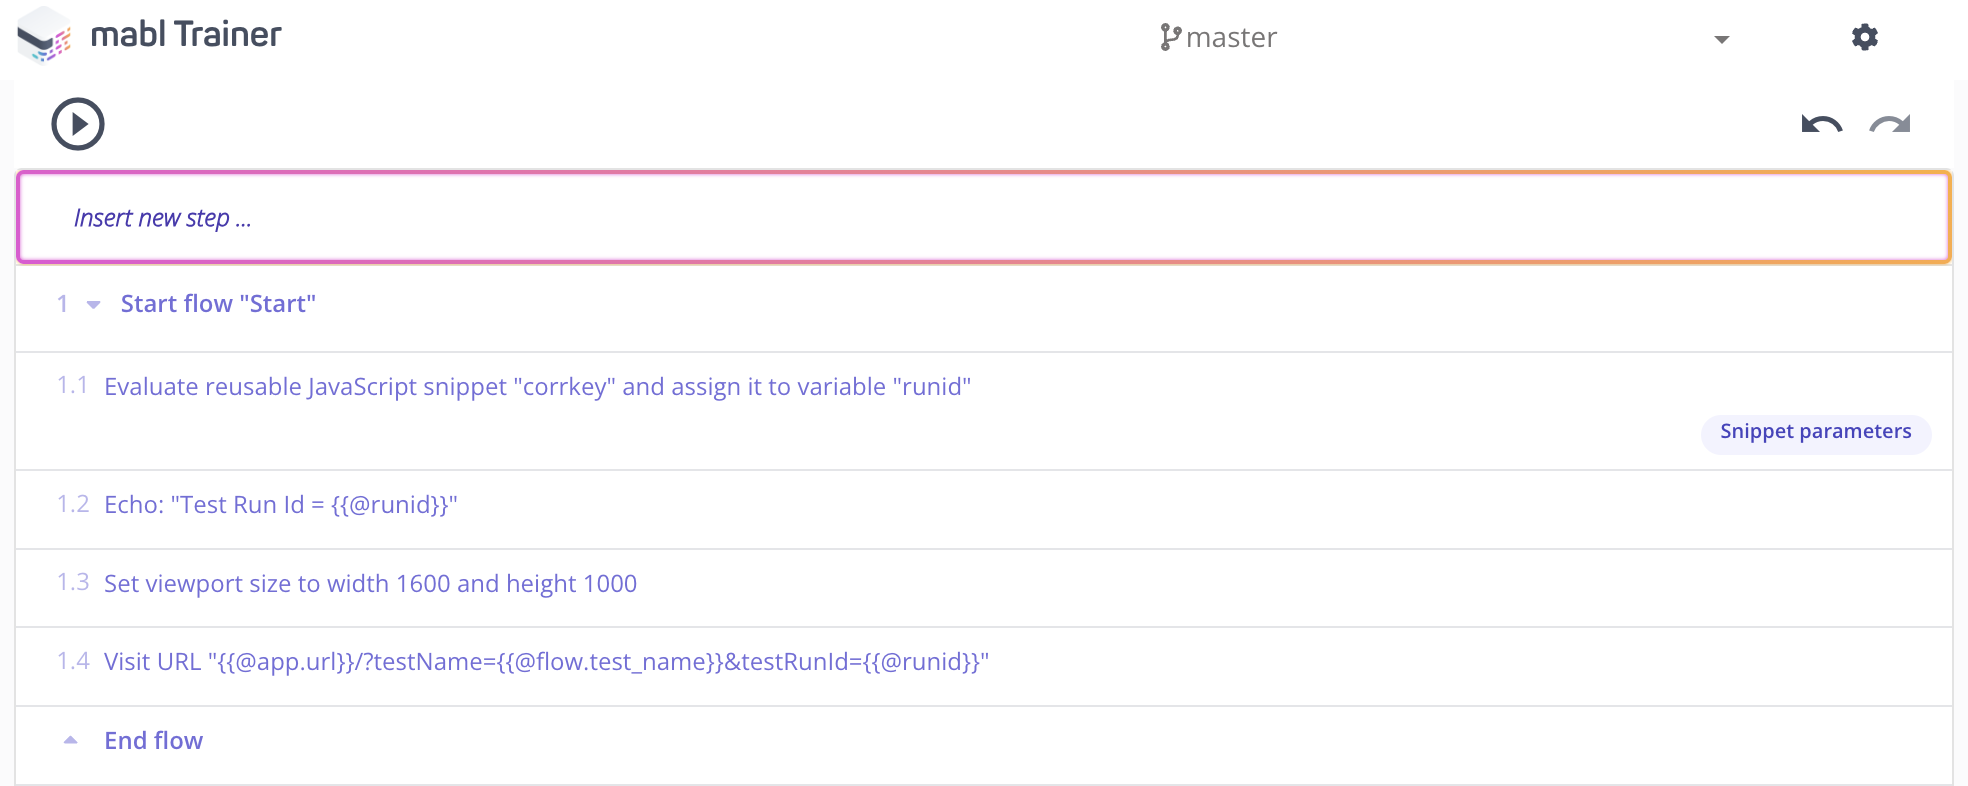 mabl Trainer
master
Insert new step ...
1 Start flow "Start"
1.1 Evaluate reusable JavaScript snippet "corrkey" and assign it to variable "runid"
Snippet parameters
1.2 Echo: "Test Run Id = {{@runid}}"
1.3 Set viewport size to width 1600 and height 1000
1.4 Visit URL "{{@app.url}}/?testName={{@flow.test_name}}&testRunId={{@runid}}"
End flow